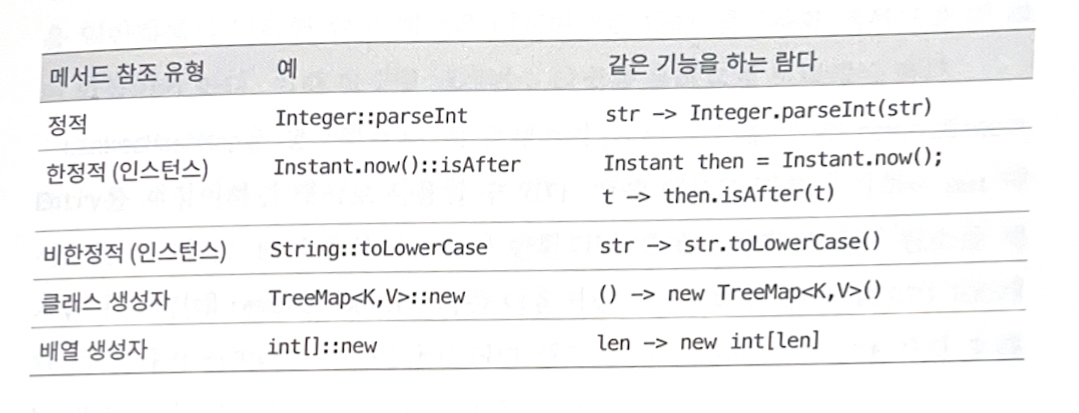 메서드 참조 유형 예 같은 기능을 하는 람다
정적 Integer::parseInt str -> Integer.parseInt(str)
한정적 (인스턴스) Instant.now()::isAfter Instant then = Instant.now();
t -> then.isAfter(t)
비한정적 (인스턴스) String::toLowerCase str -> str.toLowerCase()
클래스 생성자 TreeMap<K,V>::new () -> new TreeMap<K,V>()
배열 생성자 int[]::new len -> new int[len]